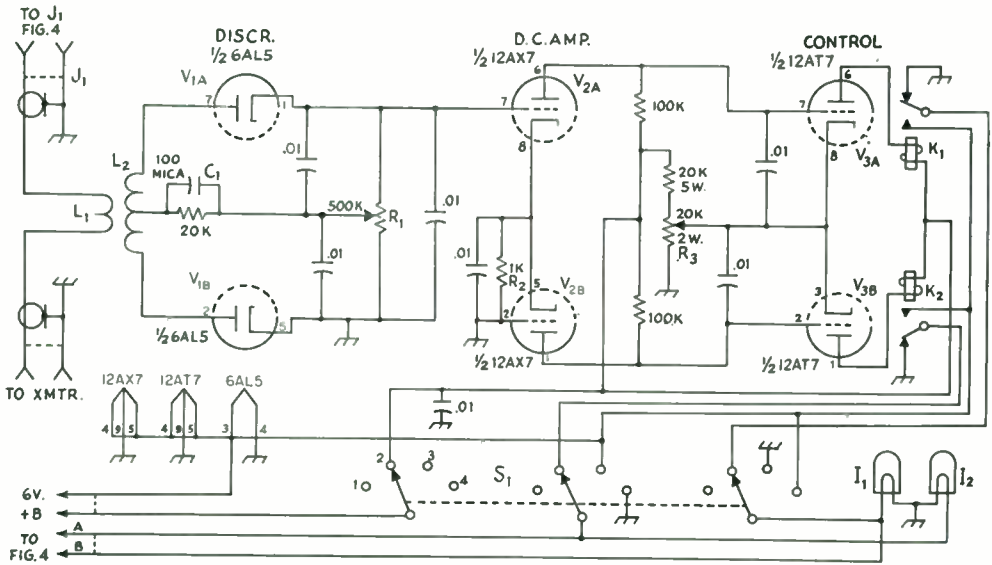 TO J1
FIG.4
J1
L1
L2
100
MICA
C1
20K
DISCR.
1/2 6AL5
V1A
7
1
.01
500K
R1
.01
.01
V1B
2
5
1/2 6AL5
D.C. AMP.
1/2 12AX7
6
V2A
7
8
100K
20K
5W.
20K
2W.
R3
.01
1K
R2
5
V2B
2
1
1/2 12AX7
100K
CONTROL
1/2 12AT7
6
7
8
V3A
.01
K1
.01
3
V3B
2
1
K2
1/2 12AT7
TO XMTR.
12AX7
12AT7
6AL5
4 9 5
4 9 5
3 4
.01
2
3
1
4
S1
I1
I2
6V.
+B
A
TO
FIG.4
B